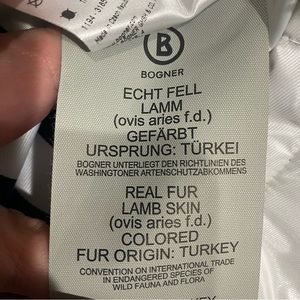 B
BOGNER
ECHT FELL
LAMM
(ovis aries f.d.)
GEFÄRBT
URSPRUNG: TÜRKEI
BOGNER UNTERLIEGT DEN RICHTLINIEN DES
WASHINGTONER ARTENSCHUTZABKOMMENS
REAL FUR
LAMB SKIN
(ovis aries f.d.)
COLORED
FUR ORIGIN: TURKEY
CONVENTION ON INTERNATIONAL TRADE
IN ENDANGERED SPECIES OF
WILD FAUNA AND FLORA